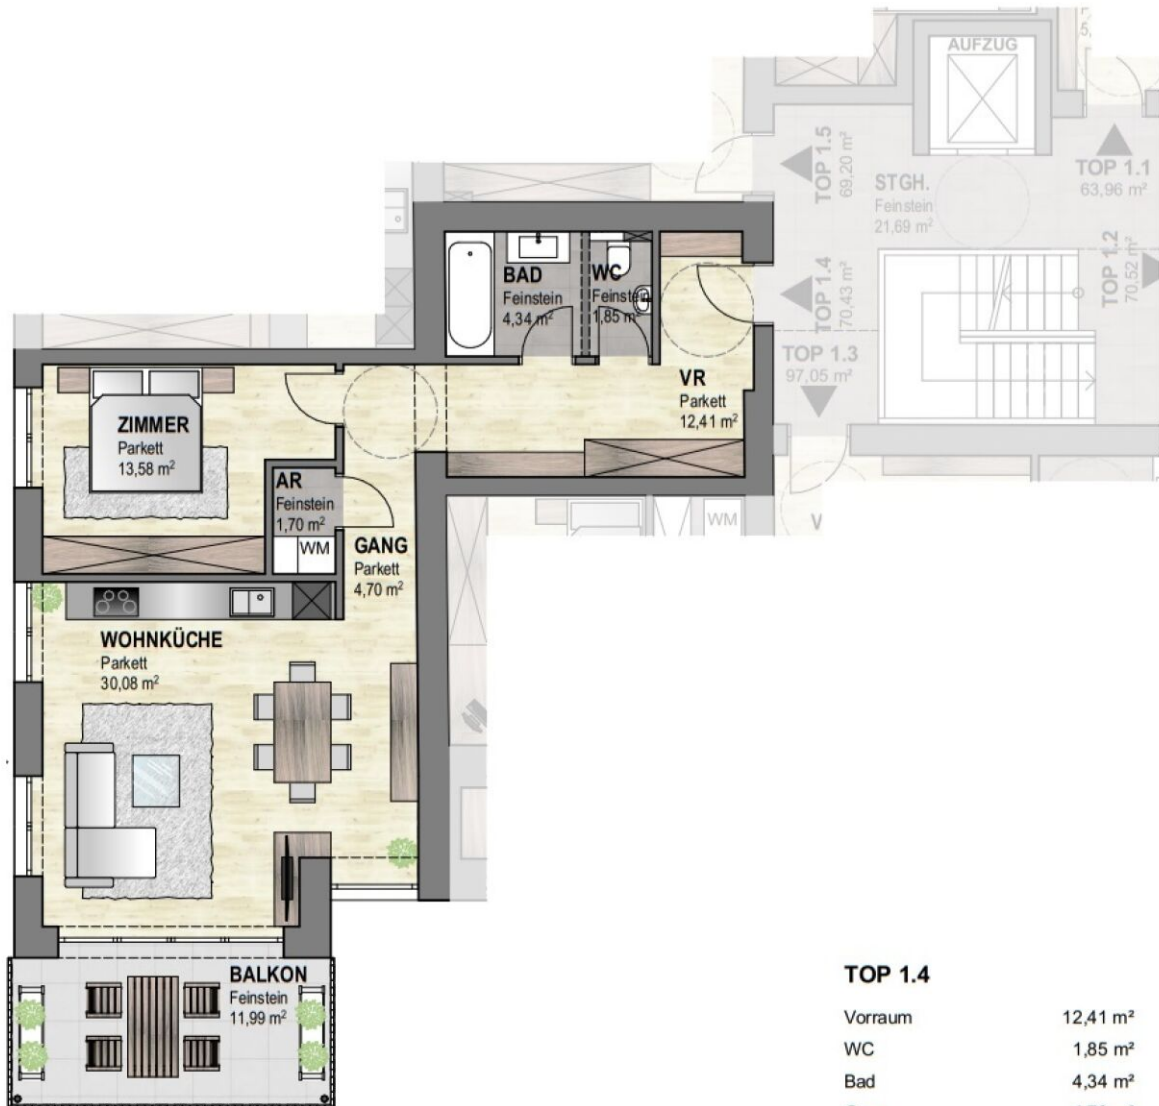 AUFZUG
TOP 1.5
69,20 m²
STGH.
Feinstein
21,69 m²
TOP 1.1
63,96 m²
TOP 1.2
70,52 m²
TOP 1.4
70,43 m²
TOP 1.3
97,05 m²
BAD
Feinstein
4,34 m²
WC
Feinstein
1,85 m²
VR
Parkett
12,41 m²
ZIMMER
Parkett
13,58 m²
AR
Feinstein
1,70 m²
WM
GANG
Parkett
4,70 m²
WM
WOHNKÜCHE
Parkett
30,08 m²
BALKON
Feinstein
11,99 m²
TOP 1.4
Vorraum 12,41 m²
WC 1,85 m²
Bad 4,34 m²